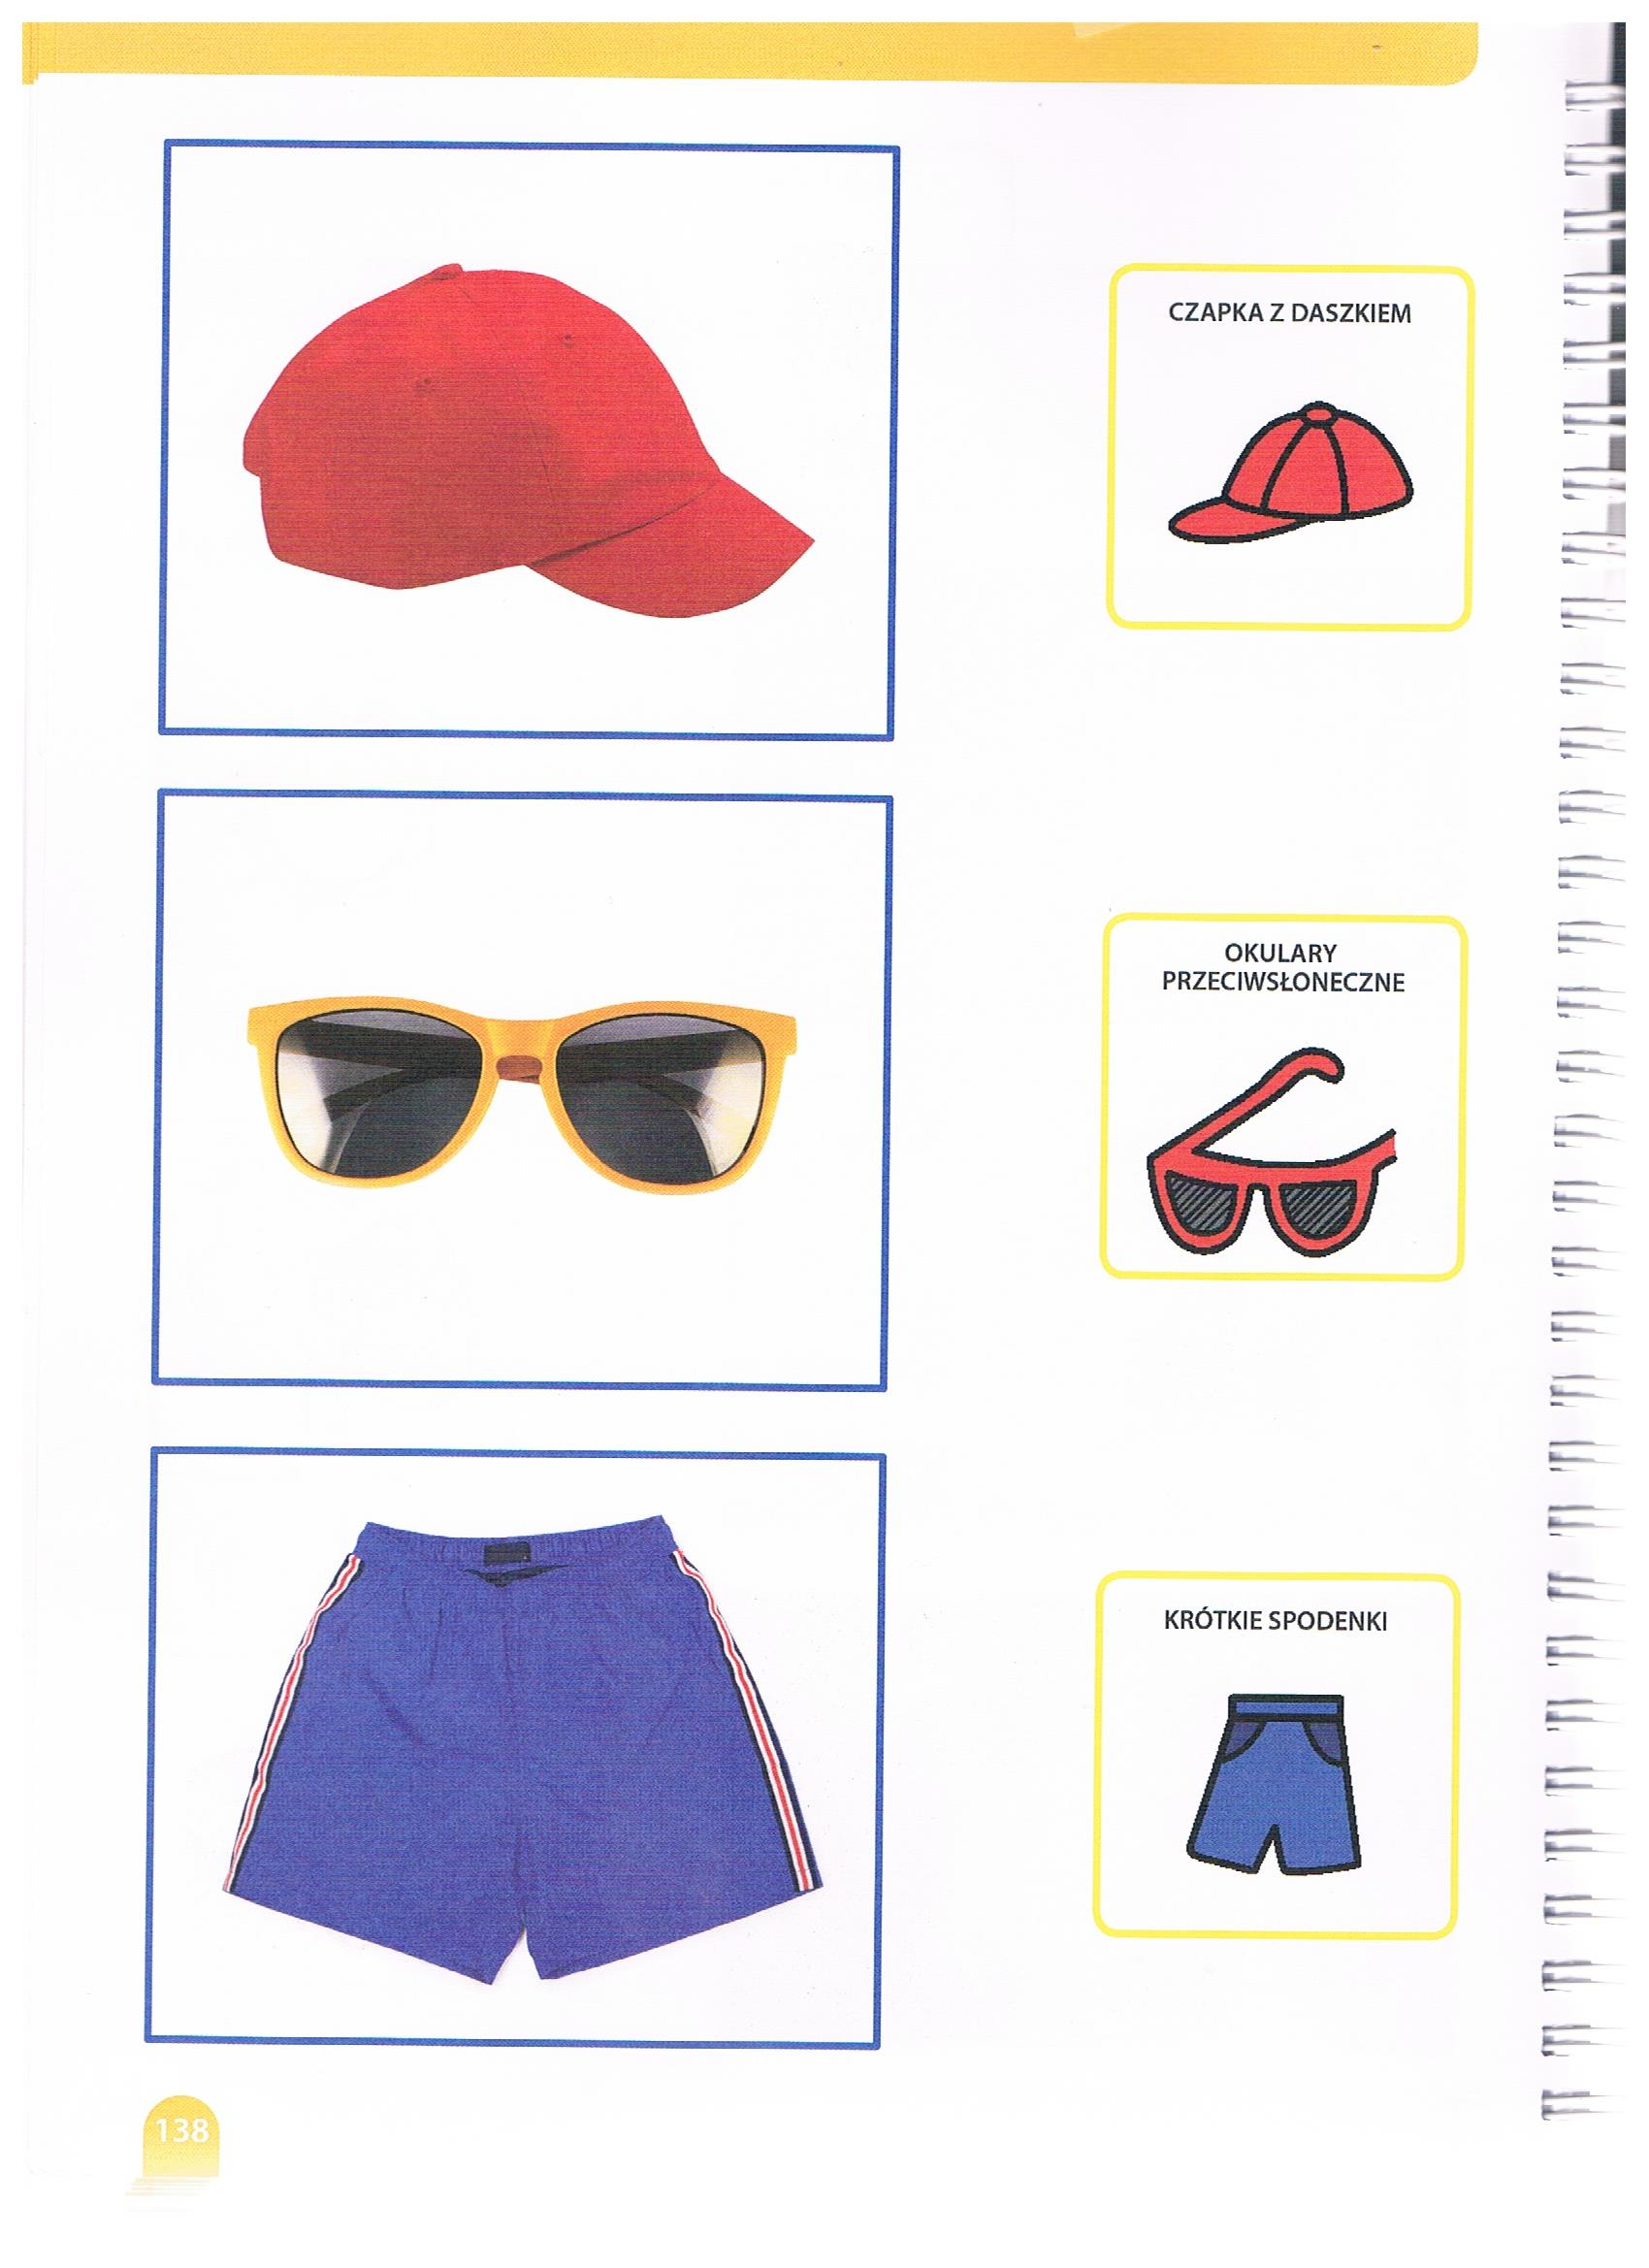 CZAPKA Z DASZKIEM
OKULARY
PRZECIWSŁONECZNE
KRÓTKIE SPODENKI
138